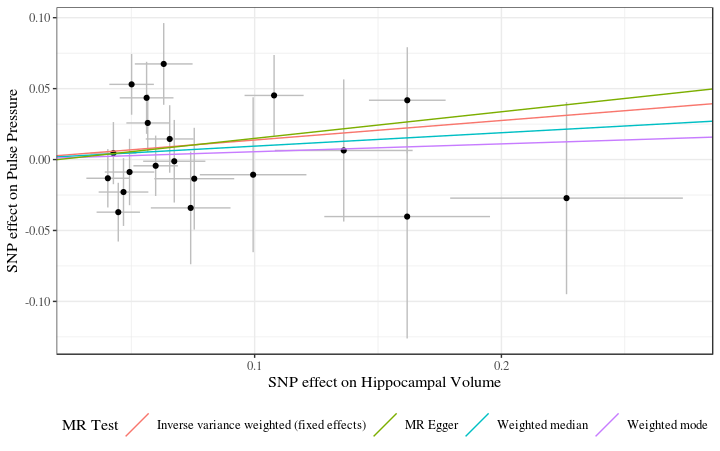 0.10
0.05
0.00
-0.05
-0.10
SNP effect on Pulse Pressure
0.1 0.2
SNP effect on Hippocampal Volume
MR Test Inverse variance weighted (fixed effects) MR Egger Weighted median Weighted mode